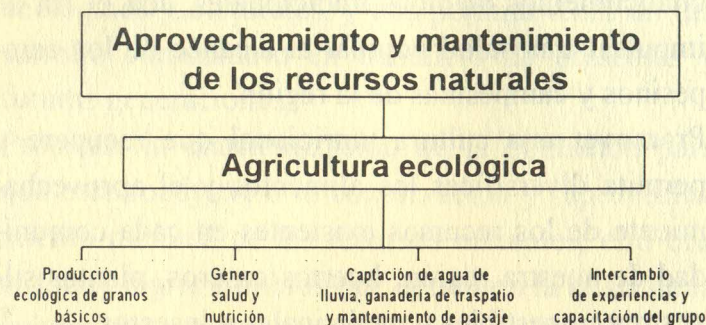 Aprovechamiento y mantenimiento
de los recursos naturales
Agricultura ecológica
Producción
ecológica de granos
básicos
Género
salud y
nutrición
Captación de agua de
lluvia, ganadería de traspatio
y mantenimiento de paisaje
Intercambio
de experiencias y
capacitación del grupo